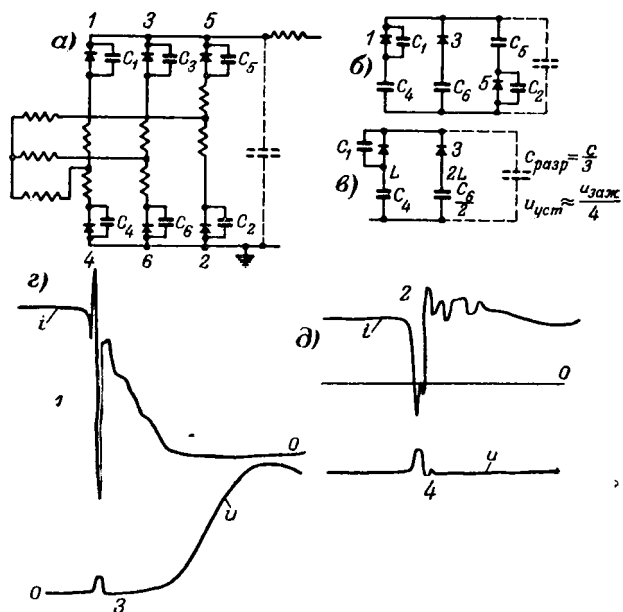 1 3 5
а) C₁ C₃ C₅
C₄ C₆ C₂
4 6 2
б) 1 C₁ 3 C₅
C₄ C₆ 5 C₂
в) C₁ L 3 2L
C₄ C₆/2
Cразр = c/3
uуст ≈ uзаж/4
г) i
1
0
u
0 3
д) 2
i
0
u
4